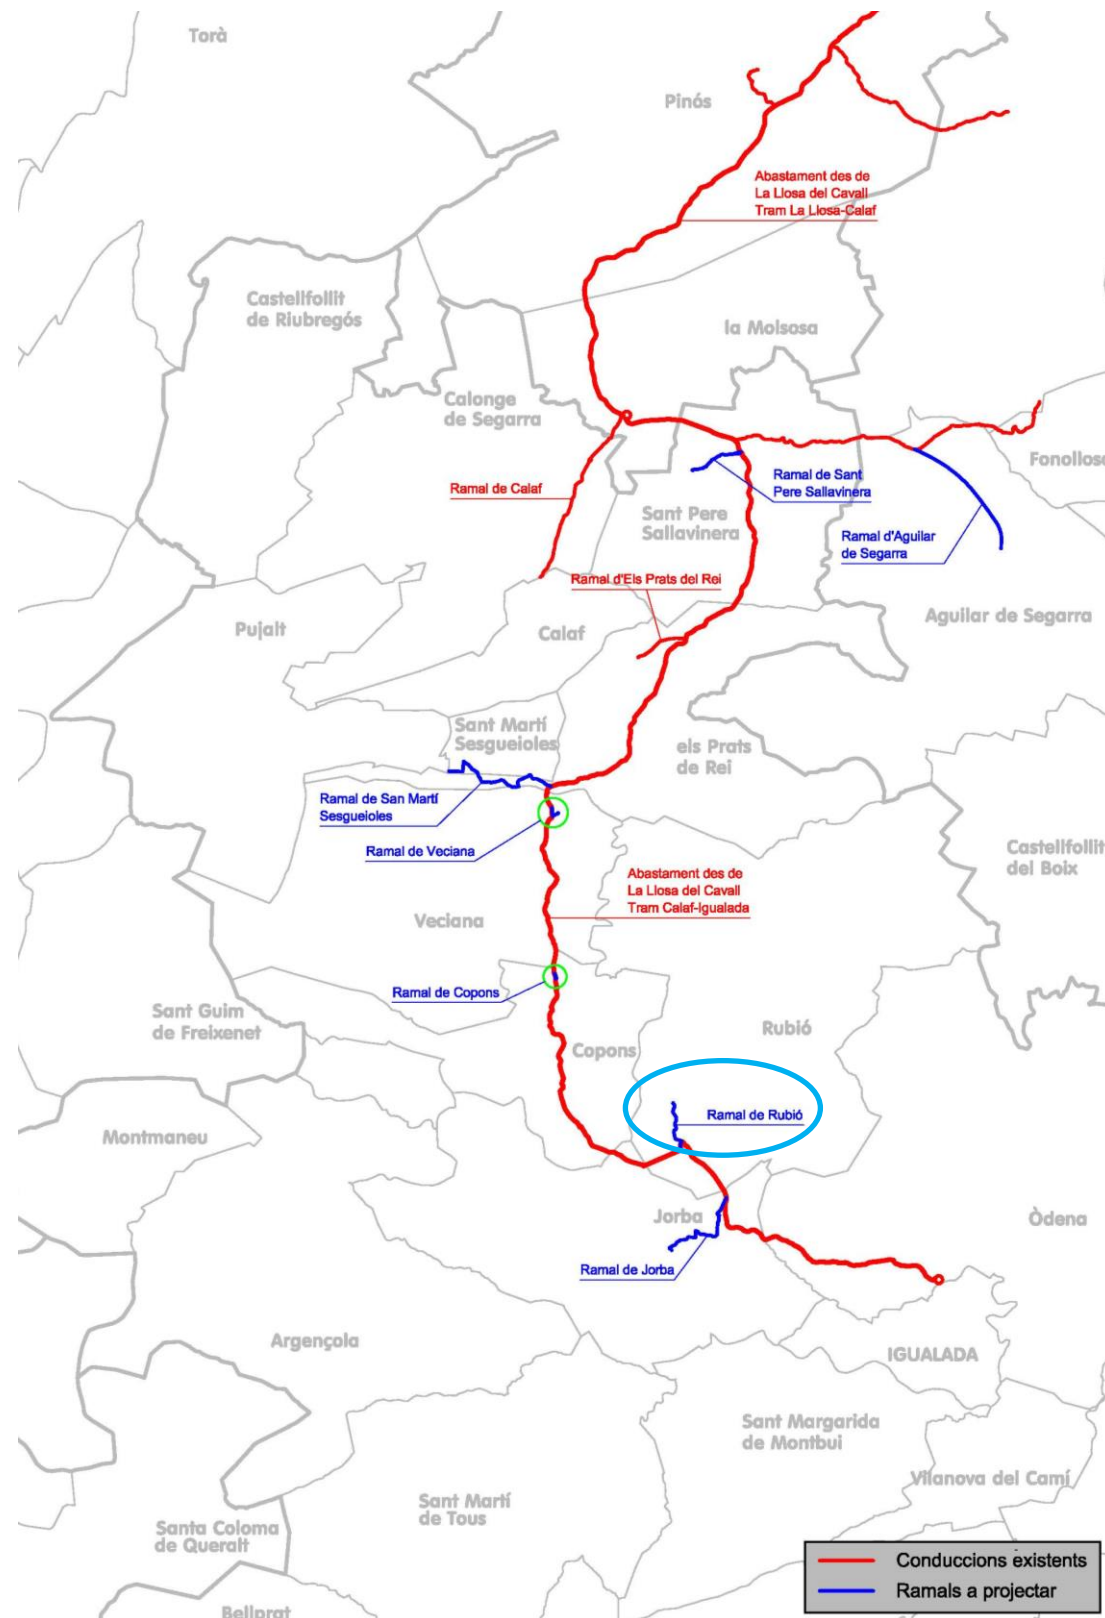 Torà
Pinós
Abastament des de
La Llosa del Cavall
Tram La Llosa-Calaf
Castellfollit
de Riubregós
la Molsosa
Calonge
de Segarra
Fonollosa
Ramal de Calaf
Ramal de Sant
Pere Sallavinera
Sant Pere
Sallavinera
Ramal d'Aguilar
de Segarra
Ramal d'Els Prats del Rei
Aguilar de Segarra
Pujalt
Calaf
Sant Martí
Sesgueioles
els Prats
de Rei
Ramal de San Martí
Sesgueioles
Ramal de Veciana
Castellfollit
del Boix
Abastament des de
La Llosa del Cavall
Tram Calaf-Igualada
Veciana
Ramal de Copons
Sant Guim
de Freixenet
Rubió
Copons
Ramal de Rubió
Montmaneu
Jorba
Òdena
Ramal de Jorba
Argençola
IGUALADA
Sant Margarida
de Montbui
Vilanova del Camí
Sant Martí
de Tous
Santa Coloma
de Queralt
Conduccions existents
Ramals a projectar
Bellprat